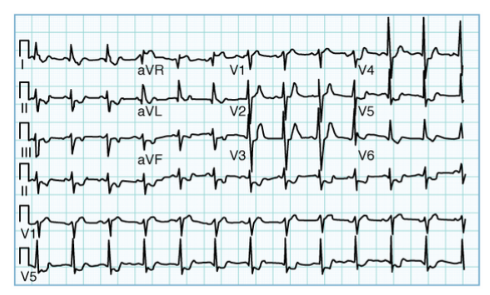 I aVR V1 V4
II aVL V2 V5
III aVF V3 V6
II
V1
V5